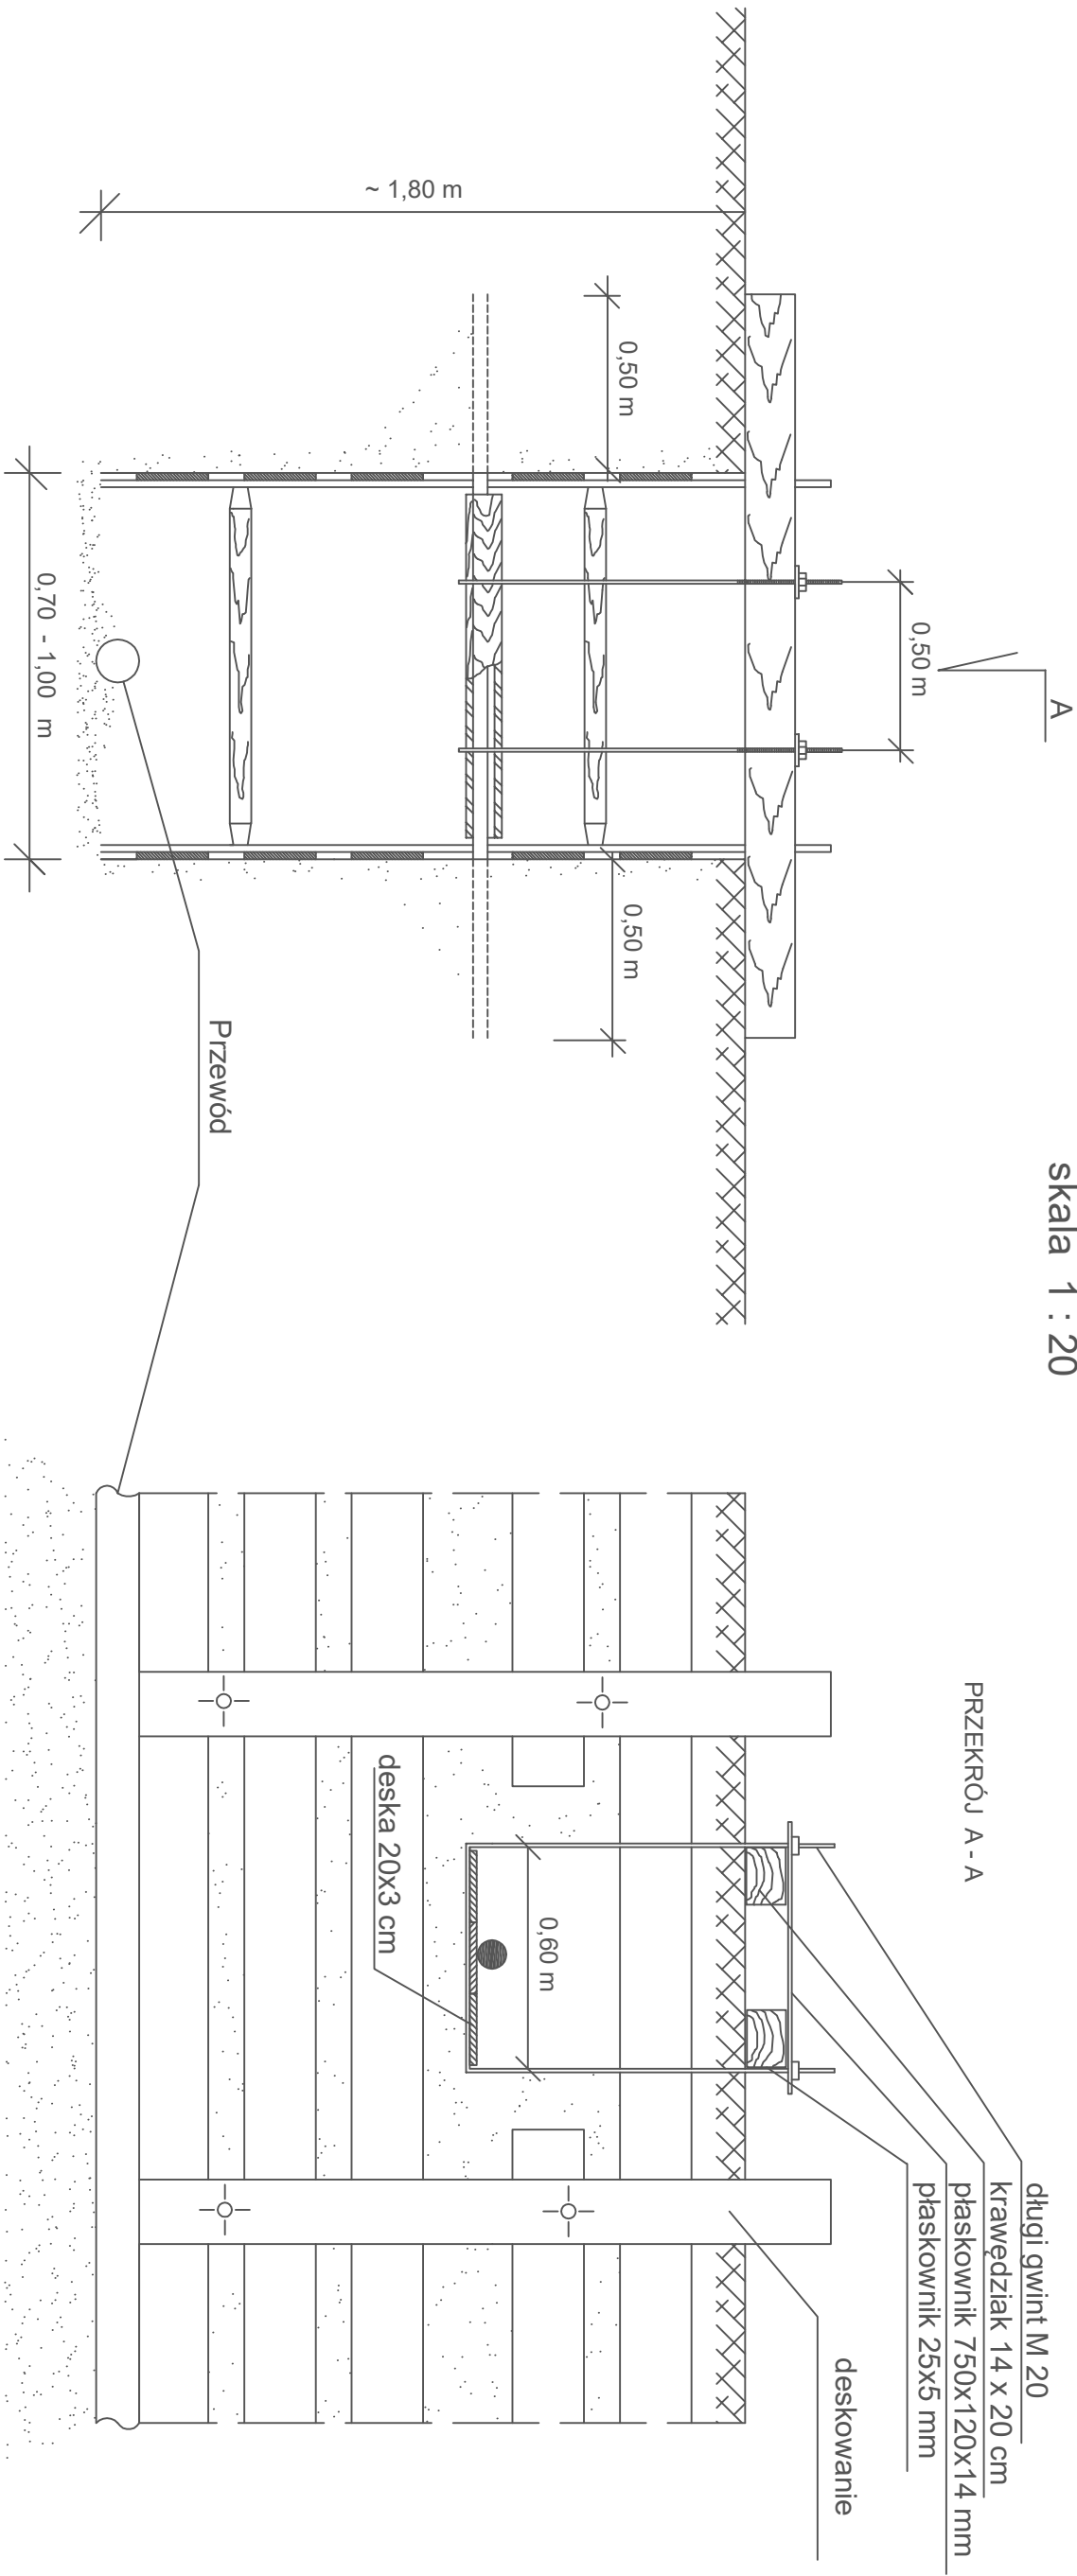 skala 1 : 20
A
0,50 m
0,50 m
0,50 m
~ 1,80 m
0,70 - 1,00 m
Przewód
PRZEKRÓJ A - A
długi gwint M 20
krawędziak 14 x 20 cm
płaskownik 750x120x14 mm
płaskownik 25x5 mm
deskowanie
0,60 m
deska 20x3 cm